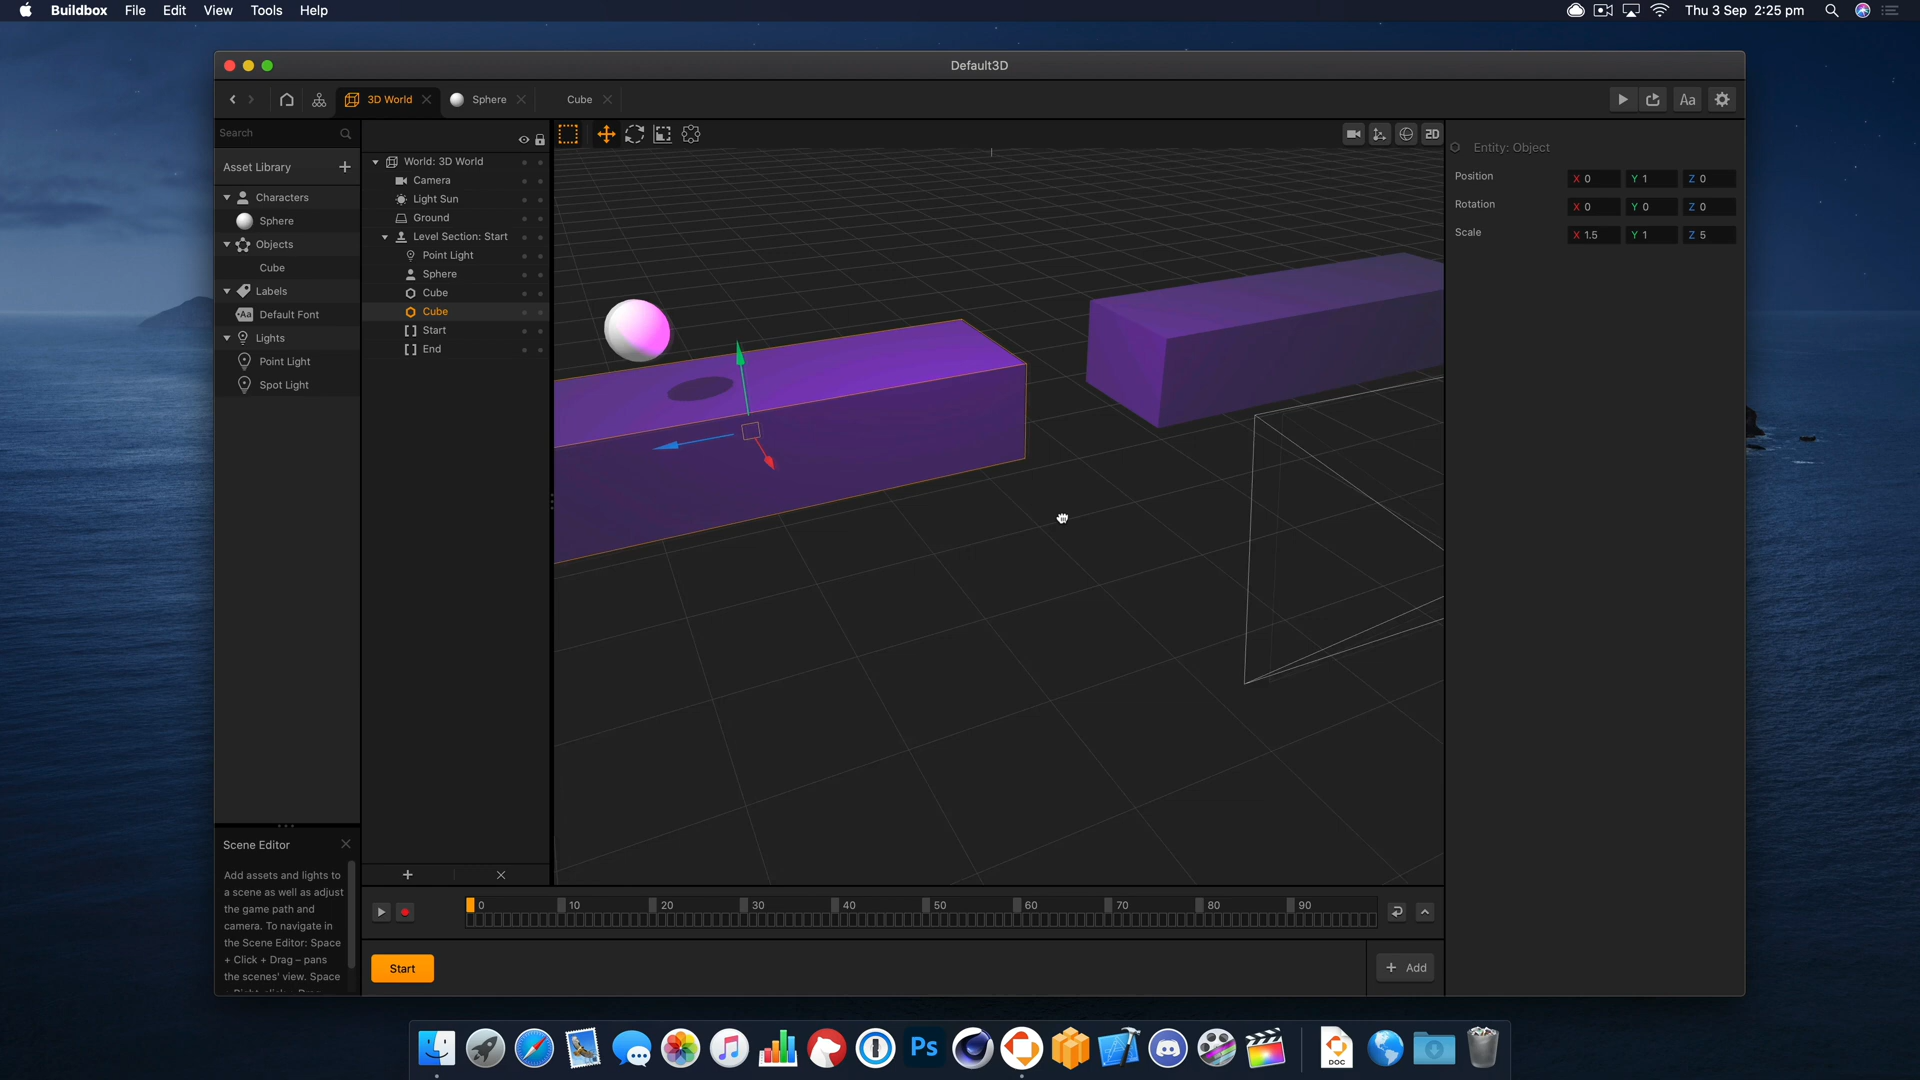 Buildbox File Edit View Tools Help Thu 3 Sep 2:25 pm
Default3D
3D World Sphere Cube Aa
Search
2D
Asset Library
Characters
Sphere
Objects
Cube
Labels
Aa Default Font
Lights
Point Light
Spot Light
World: 3D World
Camera
Light Sun
Ground
Level Section: Start
Point Light
Sphere
Cube
Cube
Start
End
Entity: Object
Position X 0 Y 1 Z 0
Rotation X 0 Y 0 Z 0
Scale X 1.5 Y 1 Z 5
Scene Editor
Add assets and lights to
a scene as well as adjust
the game path and
camera. To navigate in
the Scene Editor: Space
+ Click + Drag – pans
the scenes' view. Space
0 10 20 30 40 50 60 70 80 90
Start
Add
Ps
DOC